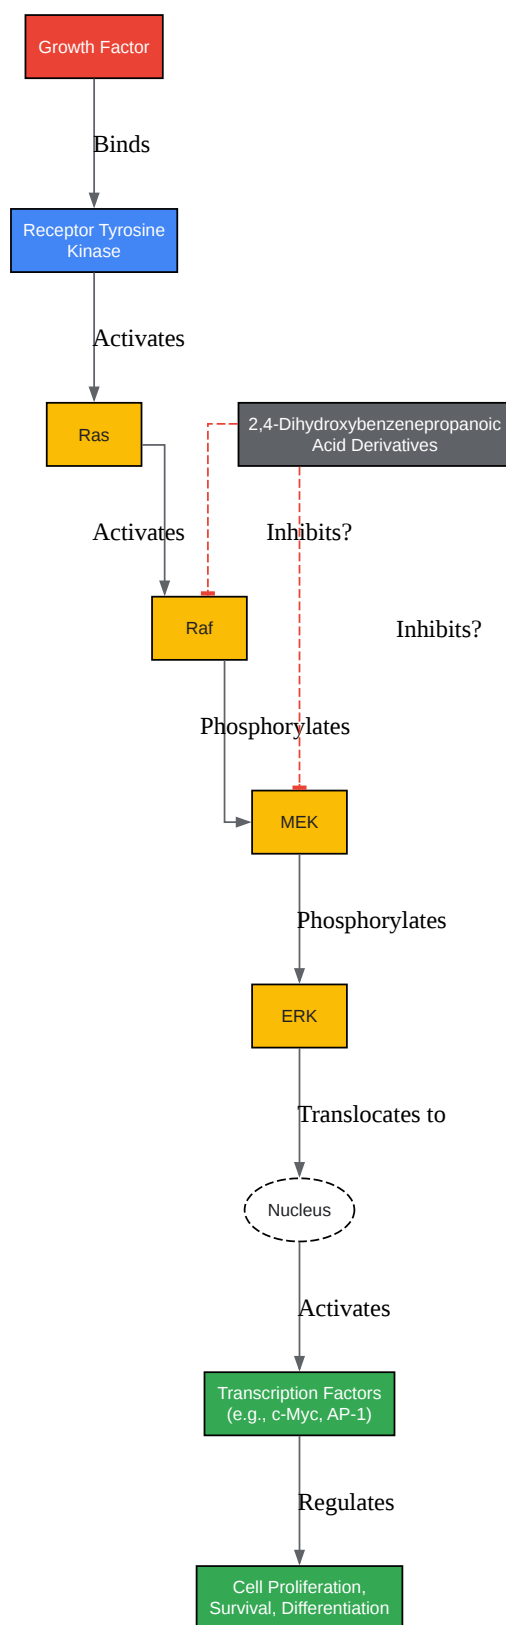 Growth Factor
Binds
Receptor Tyrosine
Kinase
Activates
Ras
2,4-Dihydroxybenzenepropanoic
Acid Derivatives
Activates
Inhibits?
Raf
Inhibits?
Phosphorylates
MEK
Phosphorylates
ERK
Translocates to
Nucleus
Activates
Transcription Factors
(e.g., c-Myc, AP-1)
Regulates
Cell Proliferation,
Survival, Differentiation